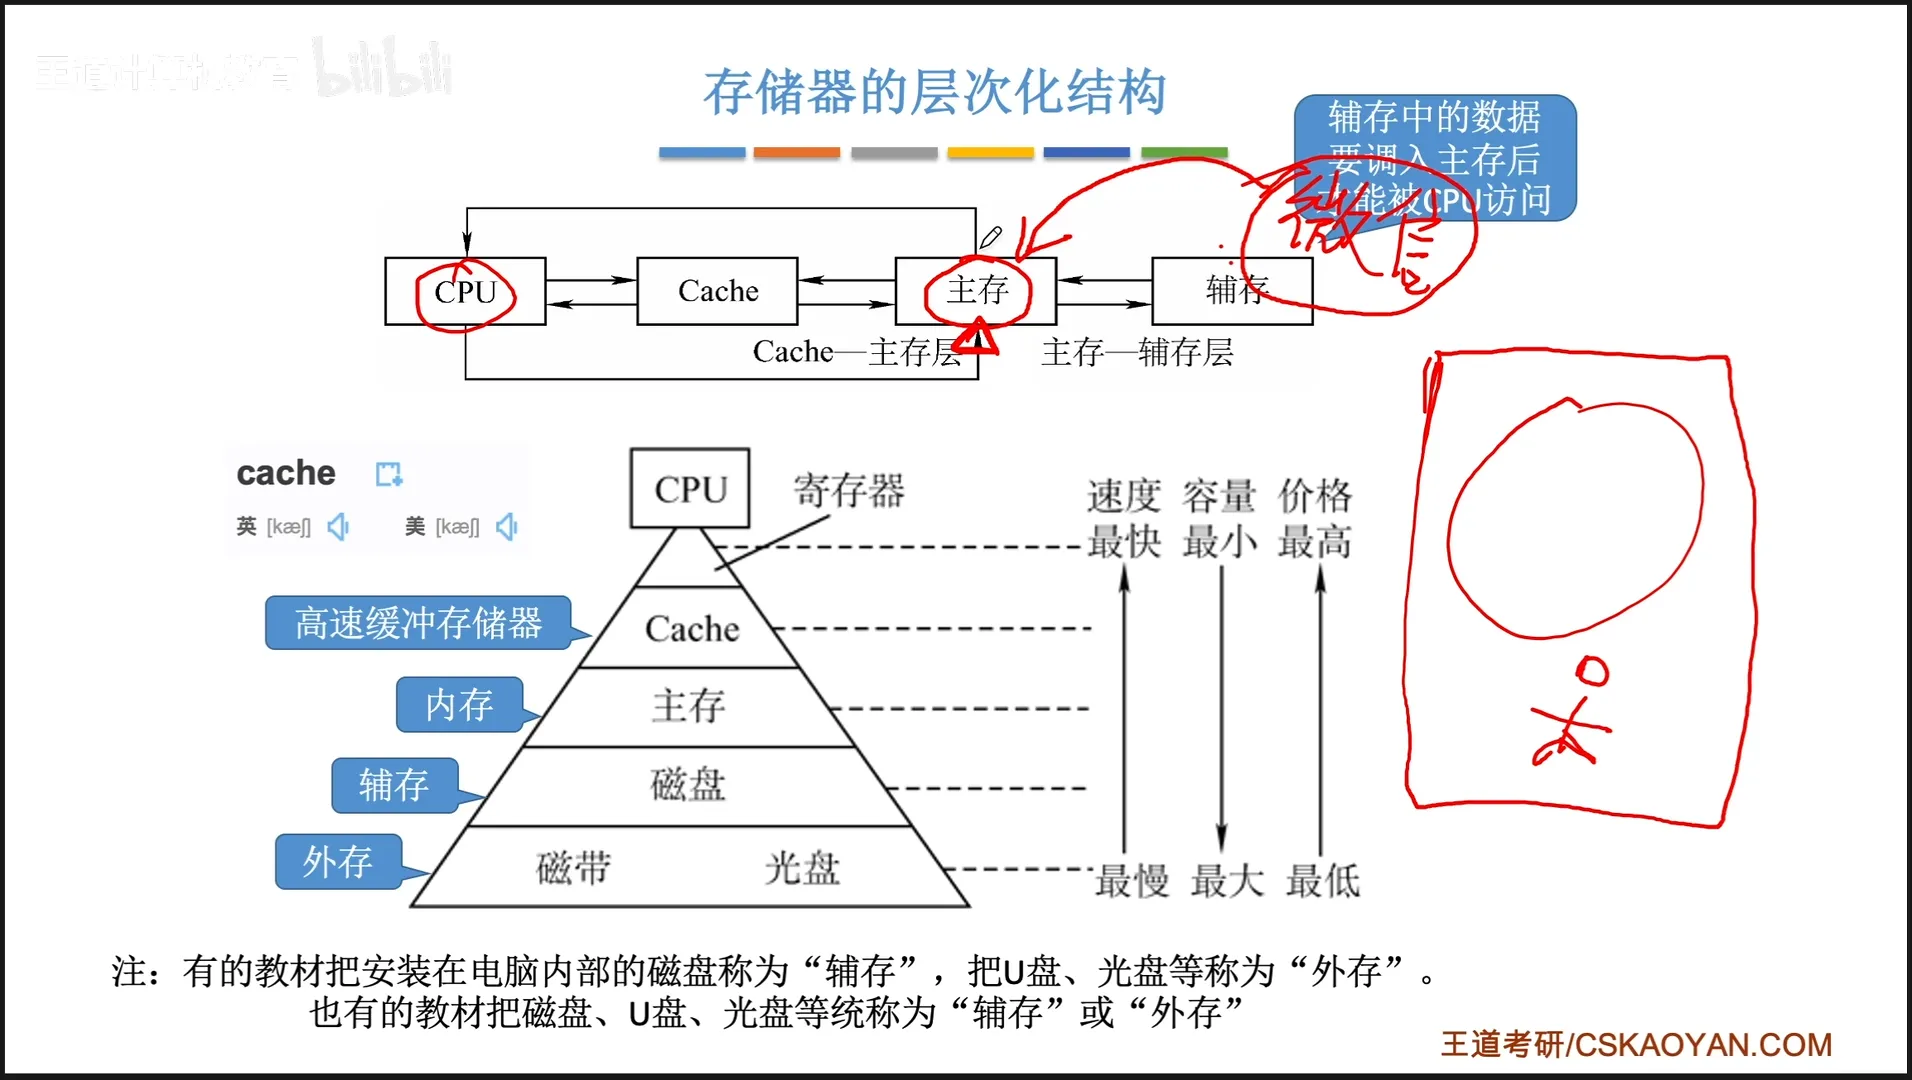 王道计算机教育 bilibili
存储器的层次化结构
辅存中的数据
要调入主存后
才能被CPU访问
微信
CPU
Cache
主存
辅存
Cache—主存层
主存—辅存层
cache
英 [kæʃ] 美 [kæʃ]
CPU
寄存器
速度 容量 价格
最快 最小 最高
高速缓冲存储器
Cache
内存
主存
辅存
磁盘
外存
磁带 光盘
最慢 最大 最低
注：有的教材把安装在电脑内部的磁盘称为“辅存”，把U盘、光盘等称为“外存”。
也有的教材把磁盘、U盘、光盘等统称为“辅存”或“外存”
王道考研/CSKAOYAN.COM